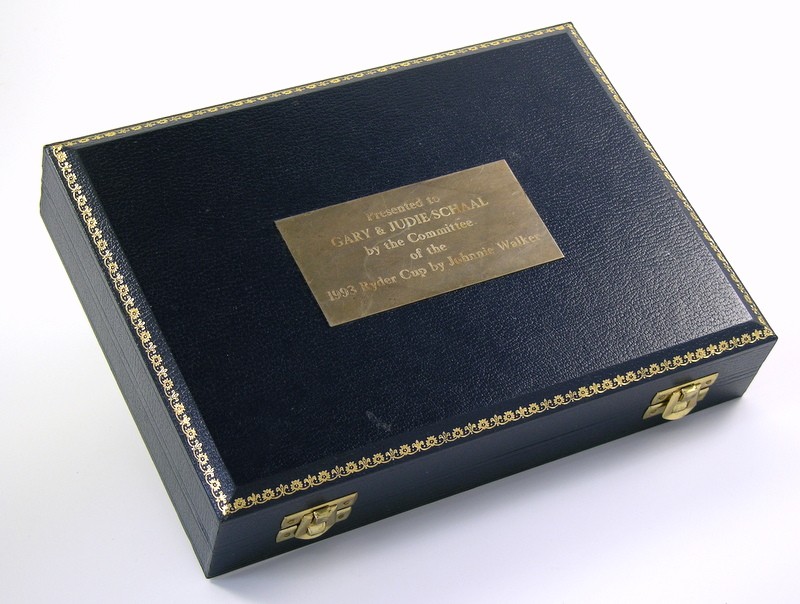 Presented to
GARY & JUDIE SCHAAL
by the Committee
of the
1993 Ryder Cup by Johnnie Walker